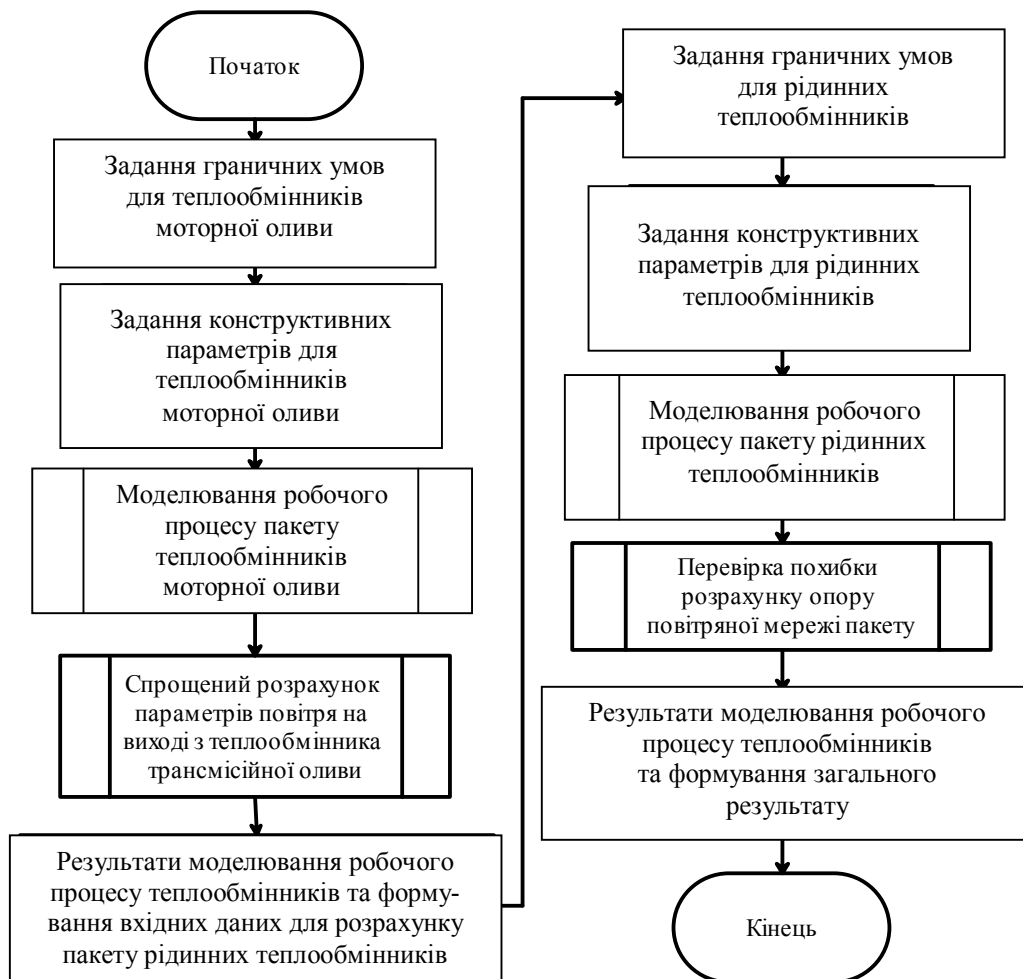 Початок
Задання граничних умов
для теплообмінників
моторної оливи
Задання конструктивних
параметрів для
теплообмінників
моторної оливи
Моделювання робочого
процесу пакету
теплообмінників
моторної оливи
Спрощений розрахунок
параметрів повітря на
виході з теплообмінника
трансмісійної оливи
Результати моделювання робочого
процесу теплообмінників та форму-
вання вхідних даних для розрахунку
пакету рідинних теплообмінників
Задання граничних умов
для рідинних
теплообмінників
Задання конструктивних
параметрів для рідинних
теплообмінників
Моделювання робочого
процесу пакету рідинних
теплообмінників
Перевірка похибки
розрахунку опору
повітряної мережі пакету
Результати моделювання робочого
процесу теплообмінників
та формування загального
результату
Кінець